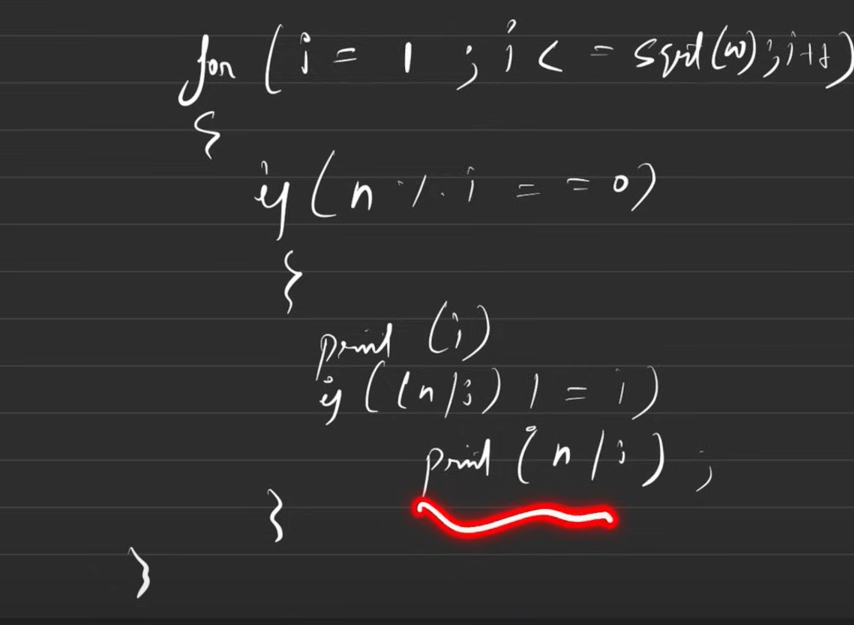 for ( i = 1 ; i < = sqrt(n); i++)
{
if ( n % i = = 0)
{
print (i)
if ( (n/i) ! = i)
print ( n / i ) ;
}
}